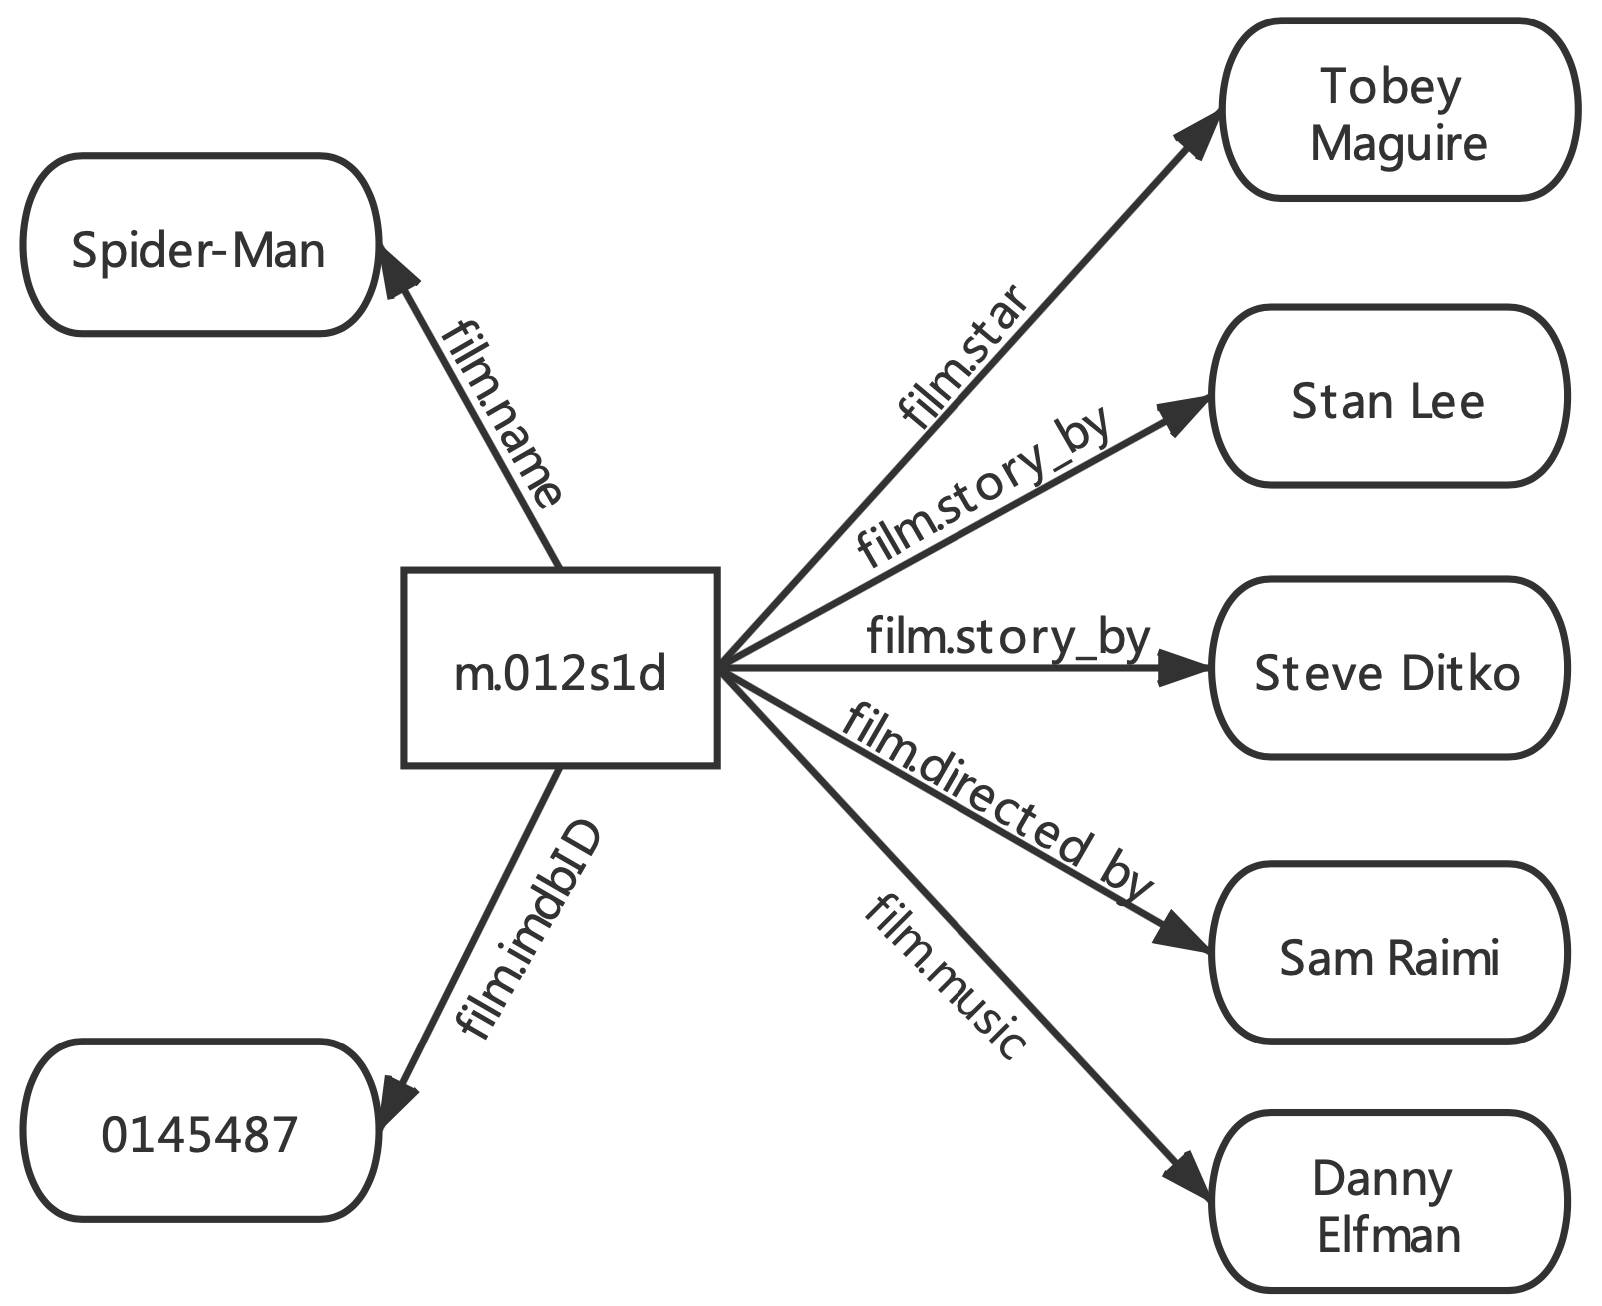 Tobey
Maguire
Spider-Man
film.star
film.name
Stan Lee
film.story_by
film.story_by
m.012s1d
Steve Ditko
film.directed_by
film.imdbID
film.music
Sam Raimi
0145487
Danny
Elfman